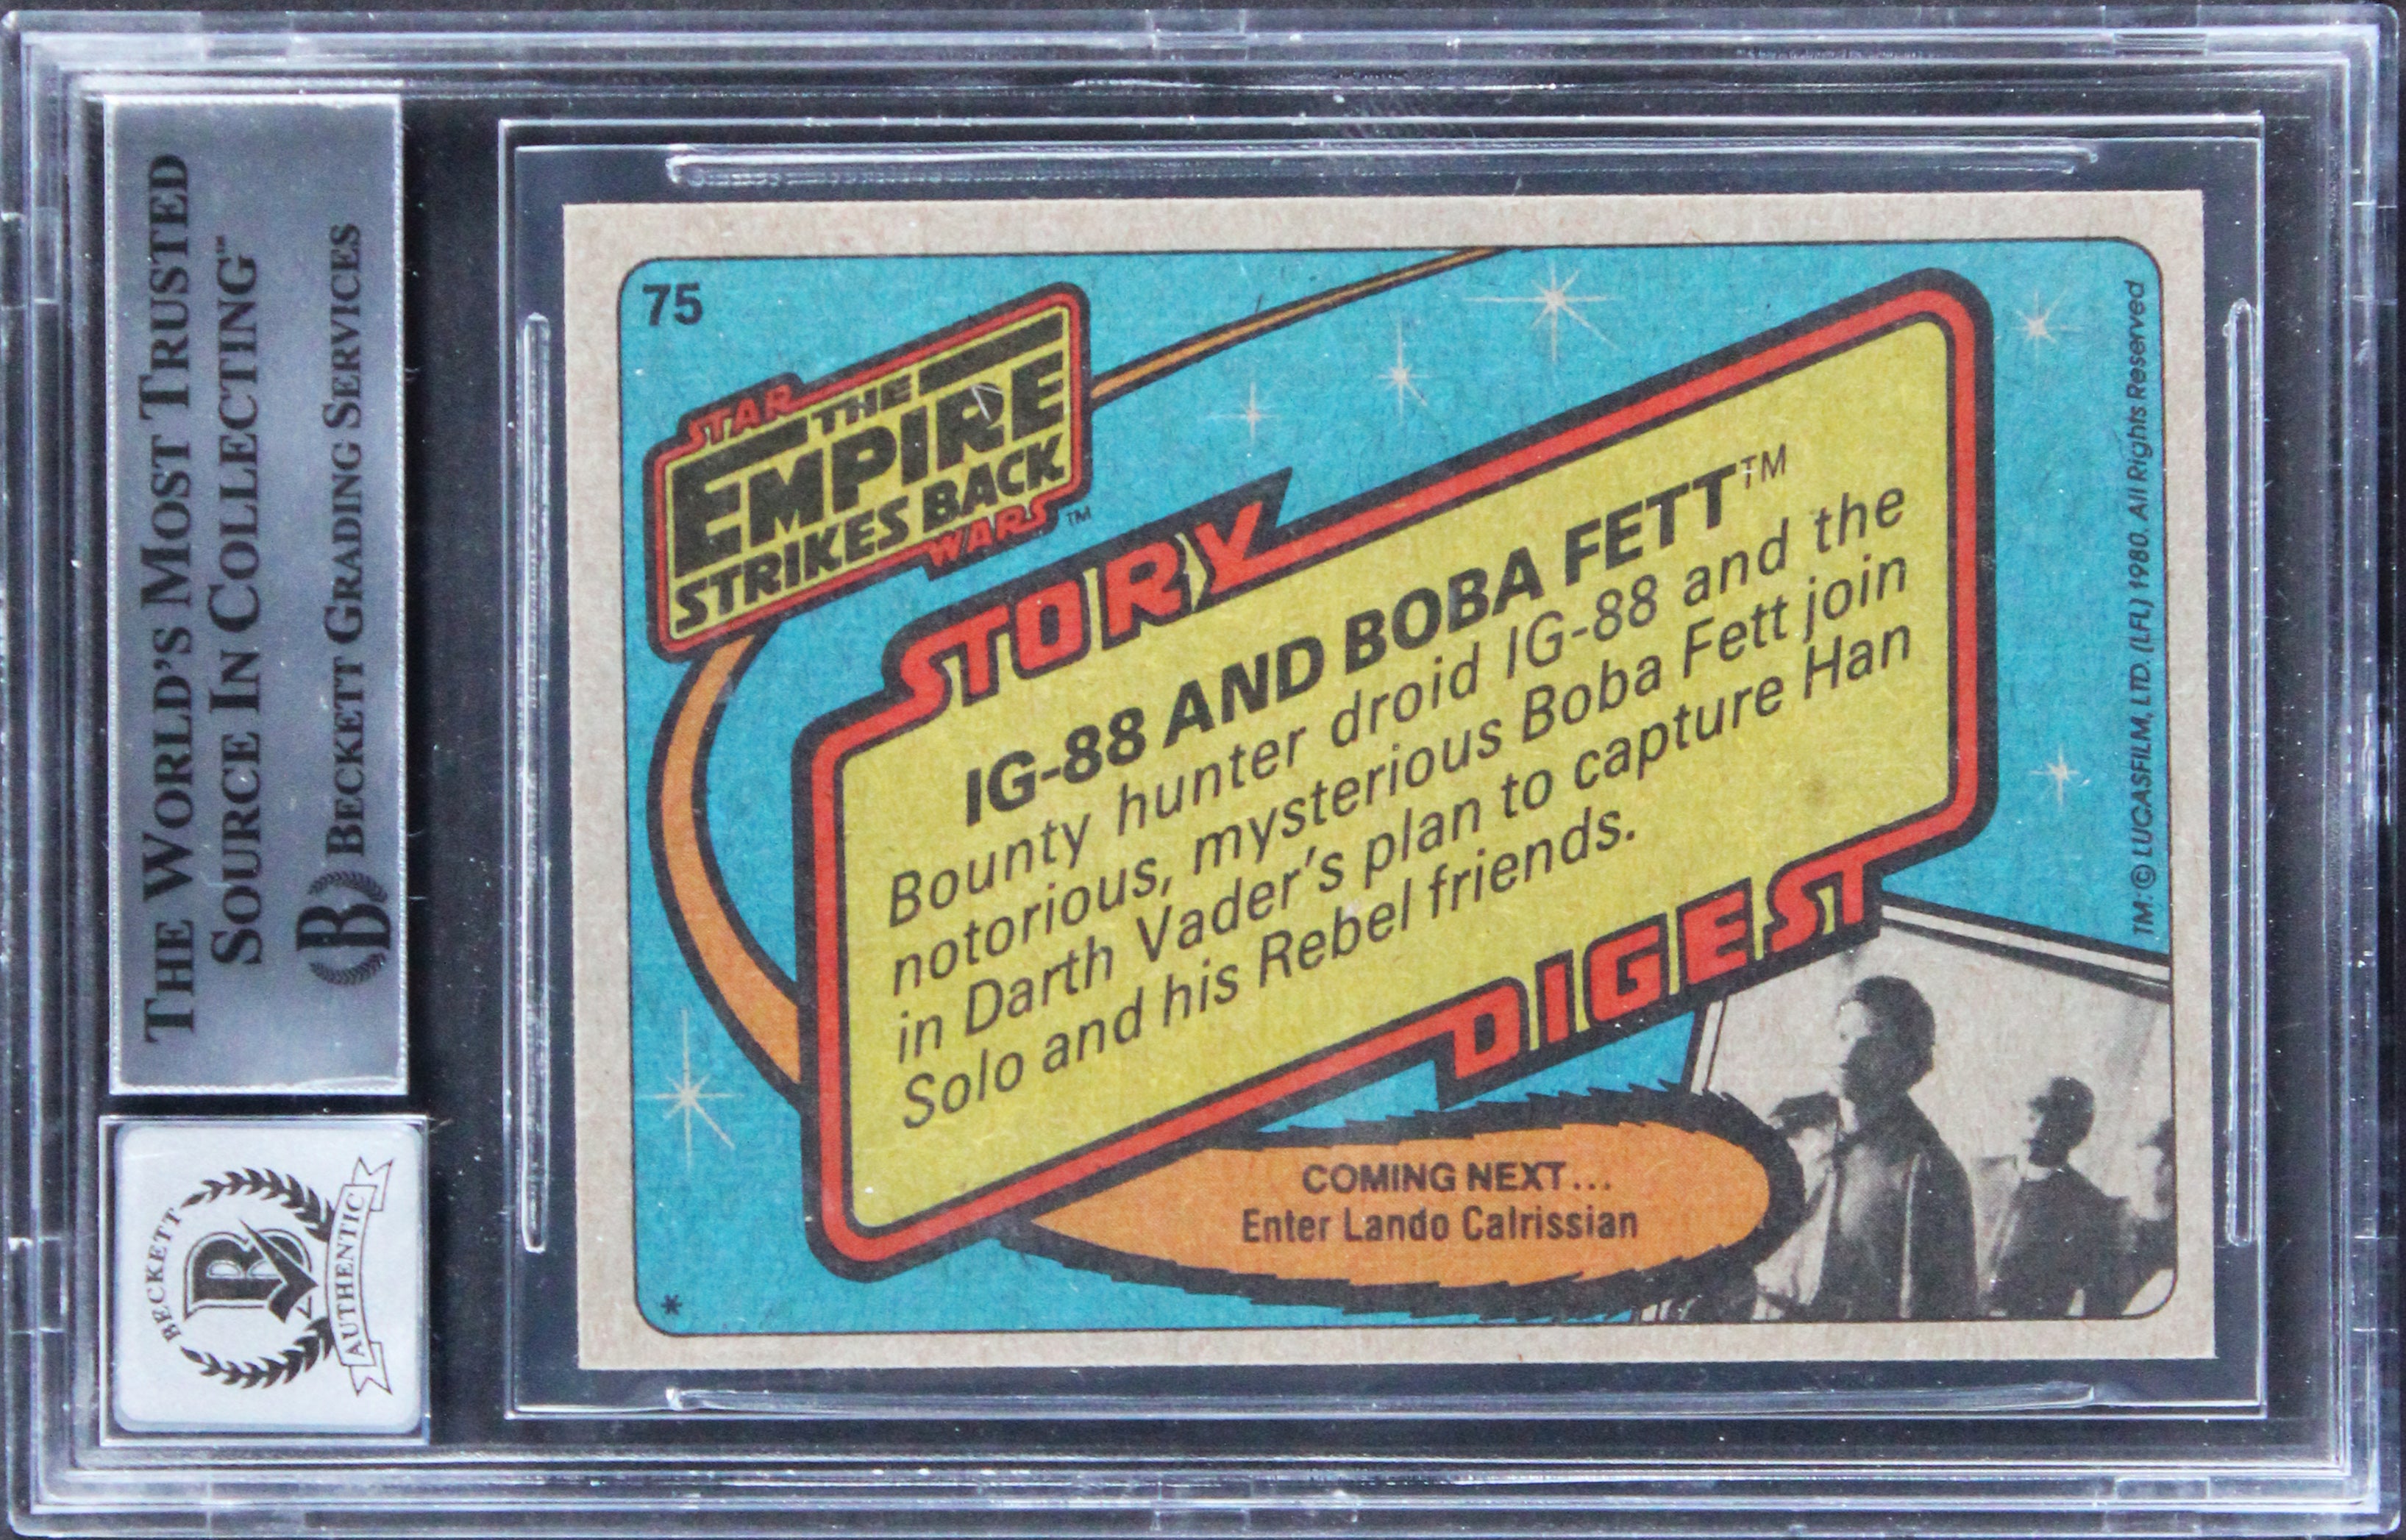 THE WORLD'S MOST TRUSTED
SOURCE IN COLLECTING™
BECKETT GRADING SERVICES
B
BECKETT
B
AUTHENTIC
75
STAR
THE
EMPIRE
STRIKES BACK
WARS™
STORY
IG-88 AND BOBA FETT™
Bounty hunter droid IG-88 and the
notorious, mysterious Boba Fett join
in Darth Vader's plan to capture Han
Solo and his Rebel friends.
DIGEST
COMING NEXT...
Enter Lando Calrissian
*
TM: © LUCASFILM, LTD. (LFL) 1980. All Rights Reserved